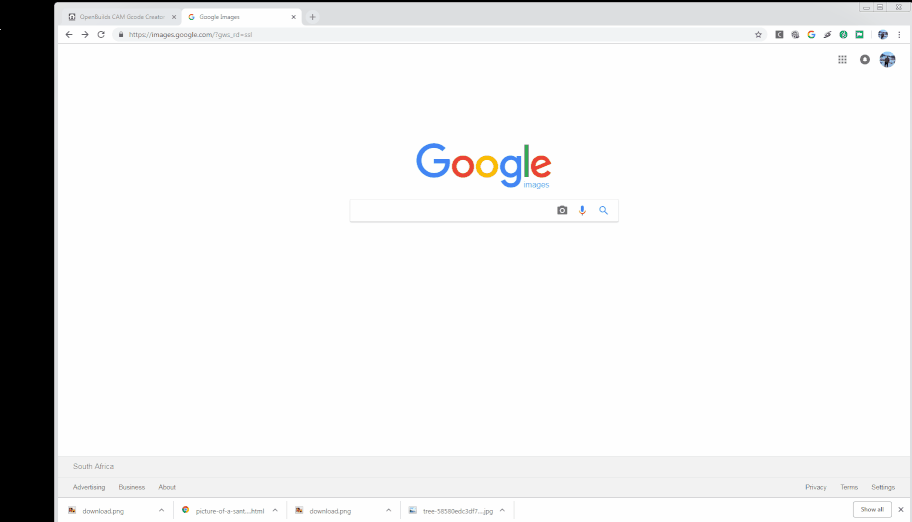 OpenBuilds CAM Gcode Creator
Google Images
https://images.google.com/?gws_rd=ssl
Google
images
South Africa
Advertising Business About Privacy Terms Settings
download.png picture-of-a-sant....html download.png tree-58580edc3df7...jpg Show all